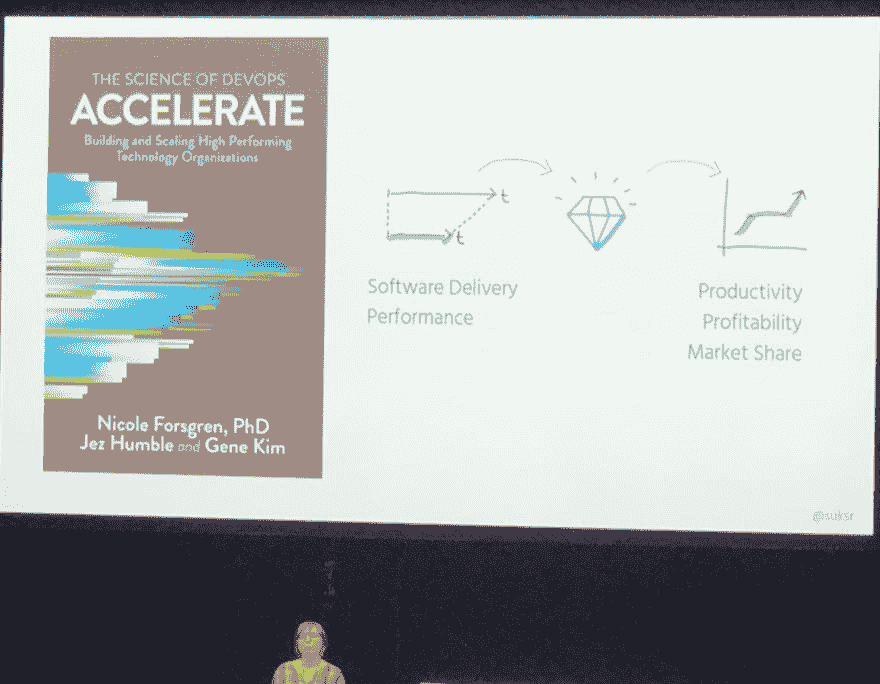 THE SCIENCE OF DEVOPS
ACCELERATE
Building and Scaling High Performing
Technology Organizations
Nicole Forsgren, PhD
Jez Humble and Gene Kim
t
t
Software Delivery
Performance
Productivity
Profitability
Market Share
@suksr